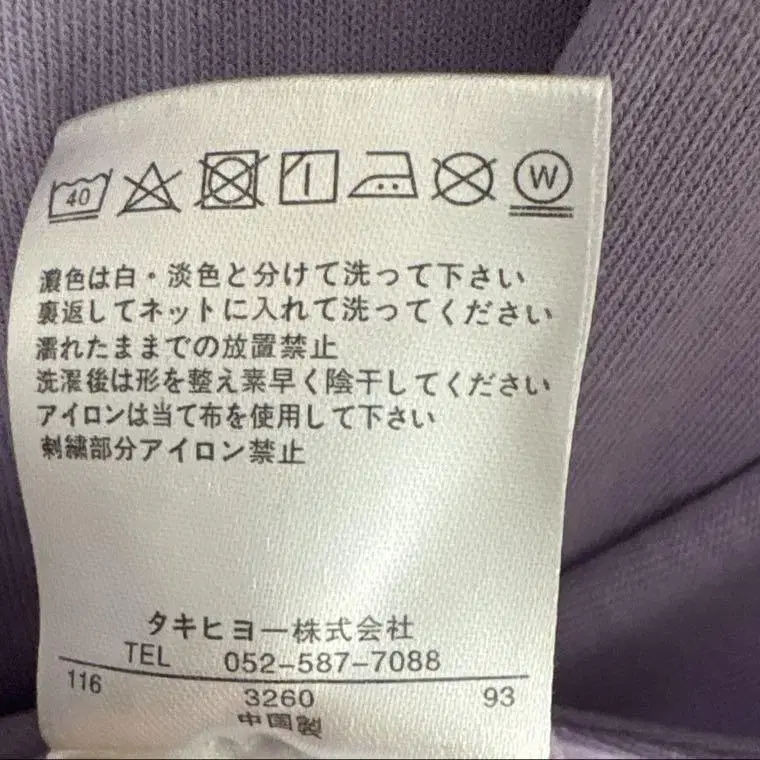 40 W
濃色は白・淡色と分けて洗って下さい
裏返してネットに入れて洗ってください
濡れたままでの放置禁止
洗濯後は形を整え素早く陰干してください
アイロンは当て布を使用して下さい
刺繍部分アイロン禁止
タキヒヨー株式会社
TEL 052-587-7088
116 3260 93
中国製